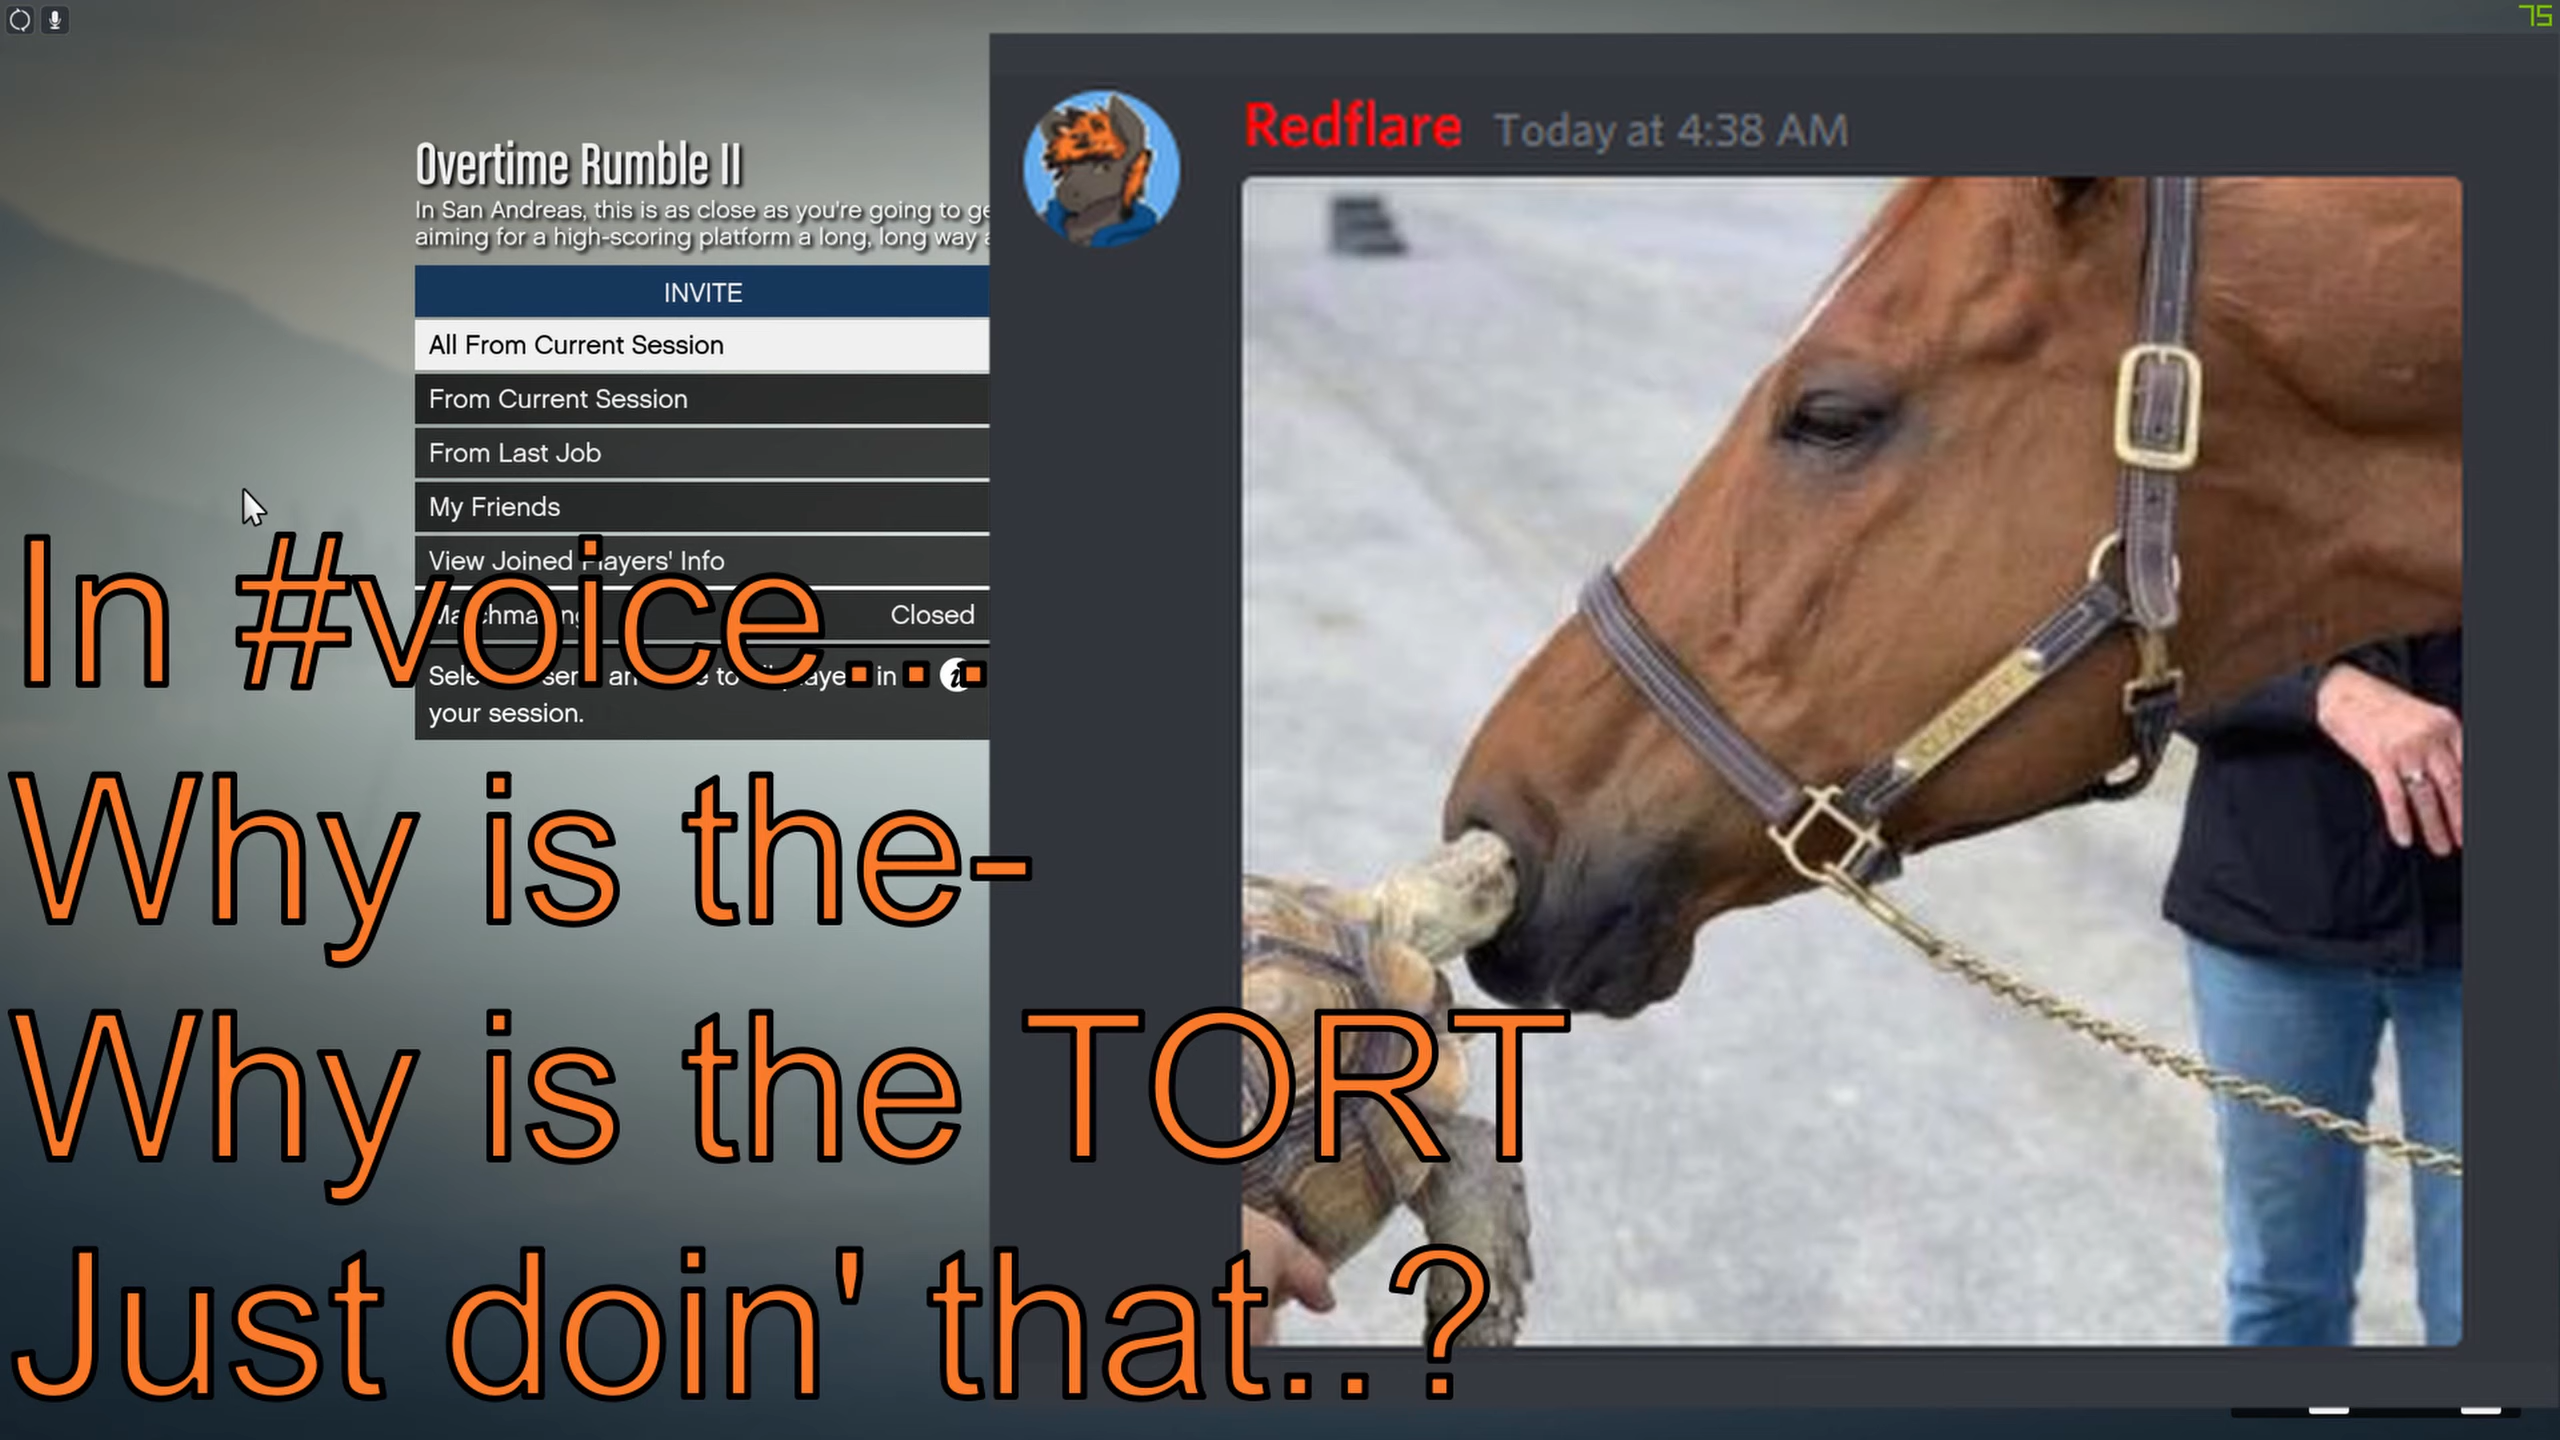 75
Overtime Rumble II
In San Andreas, this is as close as you're going to ge
aiming for a high-scoring platform a long, long way a
INVITE
All From Current Session
From Current Session
From Last Job
My Friends
View Joined Players' Info
Matchmaking Closed
your session.
Redflare Today at 4:38 AM
In #voice...
Why is the-
Why is the TORT
Just doin' that..?